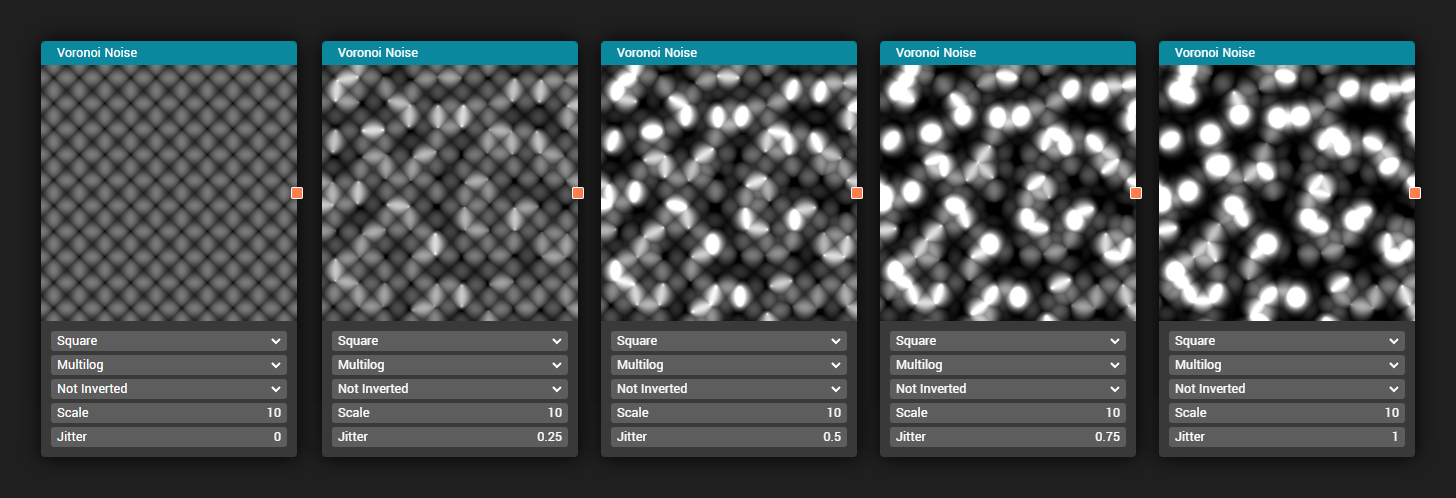 Voronoi Noise
Square
Multilog
Not Inverted
Scale 10
Jitter 0
Voronoi Noise
Square
Multilog
Not Inverted
Scale 10
Jitter 0.25
Voronoi Noise
Square
Multilog
Not Inverted
Scale 10
Jitter 0.5
Voronoi Noise
Square
Multilog
Not Inverted
Scale 10
Jitter 0.75
Voronoi Noise
Square
Multilog
Not Inverted
Scale 10
Jitter 1